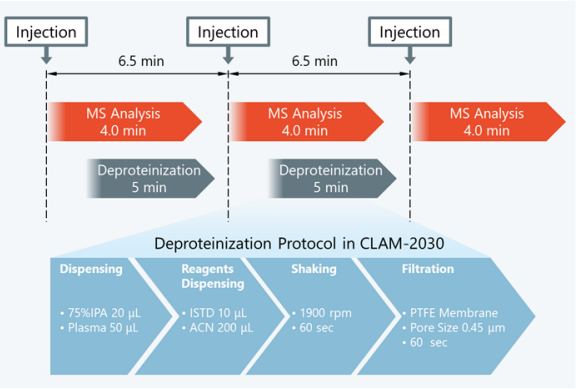 Injection
Injection
Injection
6.5 min
6.5 min
MS Analysis
4.0 min
MS Analysis
4.0 min
MS Analysis
4.0 min
Deproteinization
5 min
Deproteinization
5 min
Deproteinization Protocol in CLAM-2030
Dispensing
• 75%IPA 20 µL
• Plasma 50 µL
Reagents
Dispensing
• ISTD 10 µL
• ACN 200 µL
Shaking
• 1900 rpm
• 60 sec
Filtration
• PTFE Membrane
• Pore Size 0.45 µm
• 60 sec